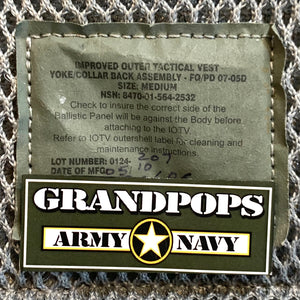 IMPROVED OUTER TACTICAL VEST
YOKE/COLLAR BACK ASSEMBLY - FQ/PD 07-05D
SIZE: MEDIUM
NSN: 8470-01-564-2532
Check to insure the correct side of the
Ballistic Panel will be against the Body before
attaching to the IOTV.
Refer to IOTV outershell label for cleaning and
maintenance instructions.
LOT NUMBER: 0124-
DATE OF MFG:
GRANDPOPS
ARMY NAVY